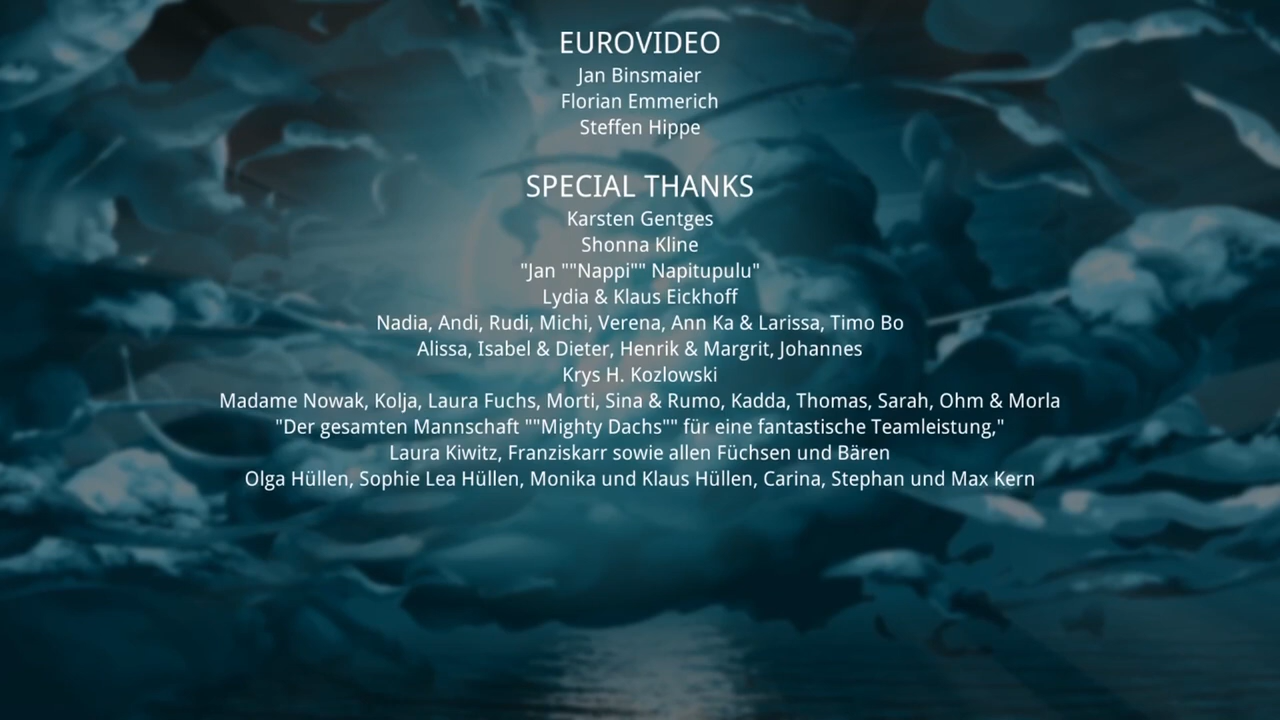 EUROVIDEO
Jan Binsmaier
Florian Emmerich
Steffen Hippe
SPECIAL THANKS
Karsten Gentges
Shonna Kline
"Jan ""Nappi"" Napitupulu"
Lydia & Klaus Eickhoff
Nadia, Andi, Rudi, Michi, Verena, Ann Ka & Larissa, Timo Bo
Alissa, Isabel & Dieter, Henrik & Margrit, Johannes
Krys H. Kozlowski
Madame Nowak, Kolja, Laura Fuchs, Morti, Sina & Rumo, Kadda, Thomas, Sarah, Ohm & Morla
"Der gesamten Mannschaft ""Mighty Dachs"" für eine fantastische Teamleistung,"
Laura Kiwitz, Franziskarr sowie allen Füchsen und Bären
Olga Hüllen, Sophie Lea Hüllen, Monika und Klaus Hüllen, Carina, Stephan und Max Kern